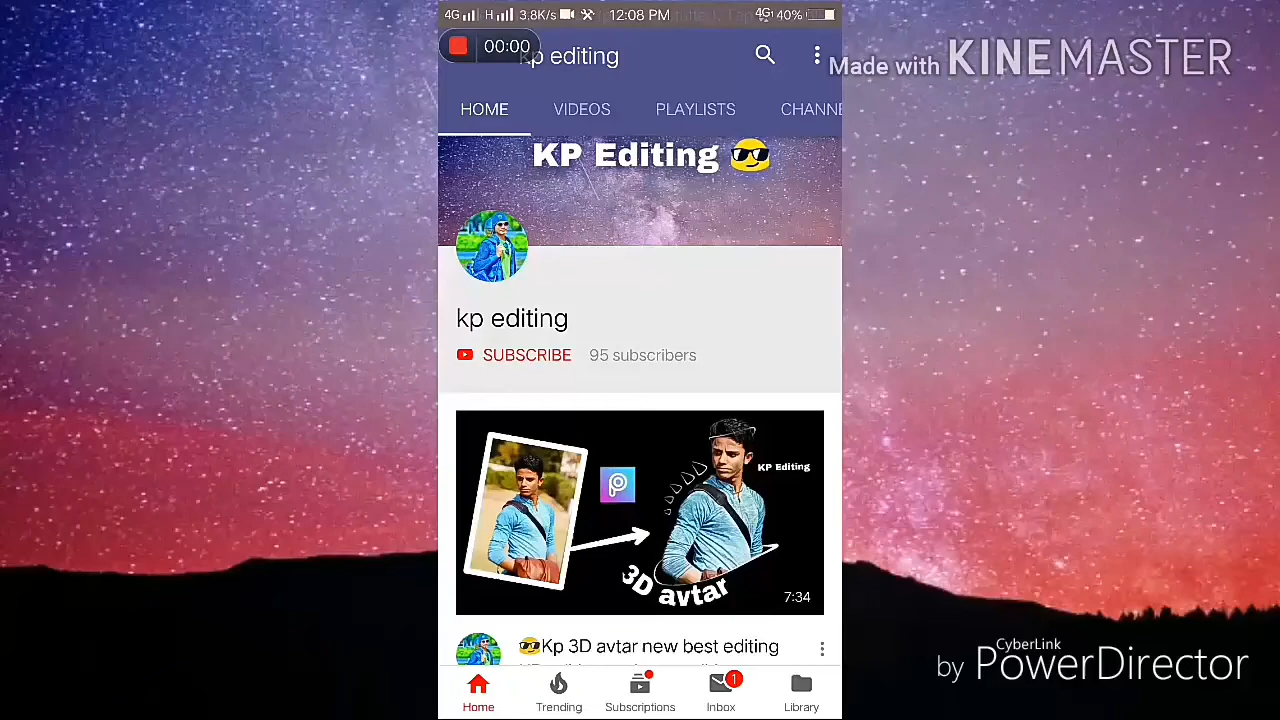 4G H 3.8K/s 12:08 PM 4G 40%
00:00 kp editing
Made with KINEMASTER
HOME VIDEOS PLAYLISTS CHANNE
KP Editing 😎
kp editing
SUBSCRIBE 95 subscribers
KP Editing
3D avtar
7:34
😎Kp 3D avtar new best editing
Home Trending Subscriptions Inbox 1 Library
CyberLink
by PowerDirector